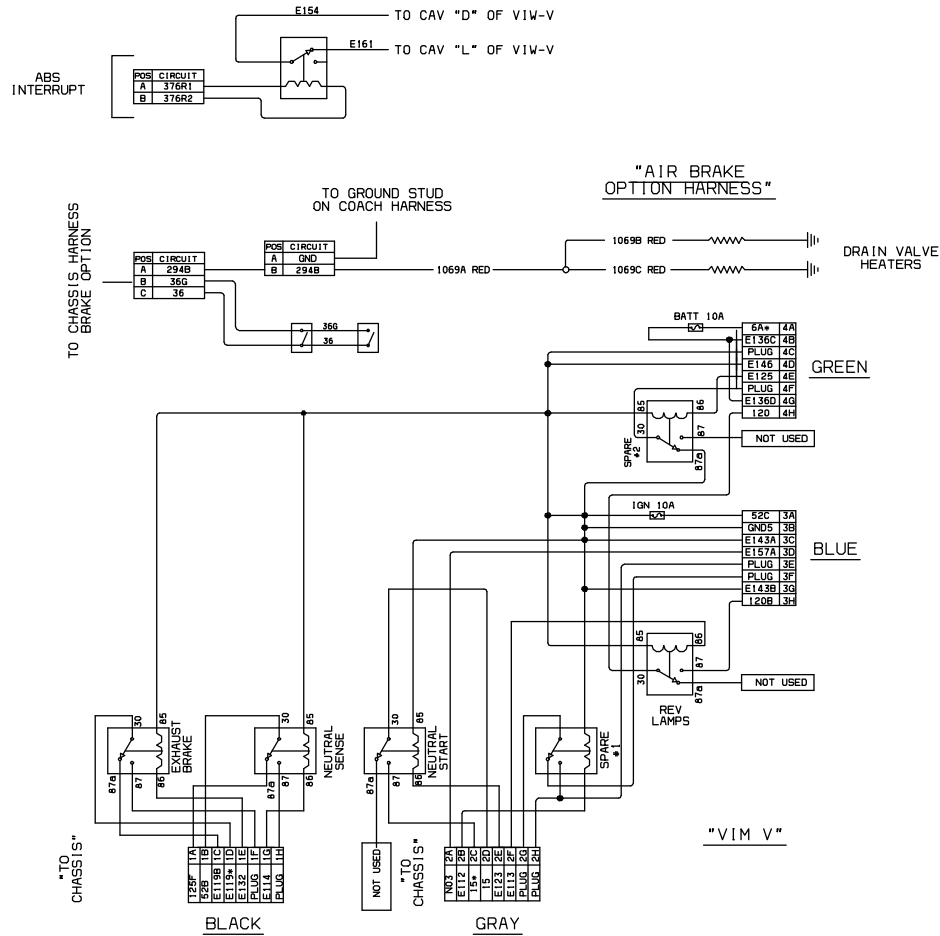 E154
TO CAV "D" OF VIW-V
E161
TO CAV "L" OF VIW-V
ABS
INTERRUPT
POS CIRCUIT
A 376R1
B 376R2
"AIR BRAKE
OPTION HARNESS"
TO GROUND STUD
ON COACH HARNESS
TO CHASSIS HARNESS
BRAKE OPTION
POS CIRCUIT
A 294B
B 36G
C 36
POS CIRCUIT
A GND
B 294B
1069A RED
1069B RED
1069C RED
DRAIN VALVE
HEATERS
36G
36
BATT 10A
6A* 4A
E136C 4B
PLUG 4C
E146 4D
E125 4E
PLUG 4F
E136D 4G
120 4H
GREEN
85
86
30
87
87a
SPARE
*2
NOT USED
IGN 10A
52C 3A
GND5 3B
E143A 3C
E157A 3D
PLUG 3E
PLUG 3F
E143B 3G
120B 3H
BLUE
85
86
30
87
87a
REV
LAMPS
NOT USED
30
85
87a
87
86
EXHAUST
BRAKE
30
85
87a
87
86
NEUTRAL
SENSE
30
85
87a
87
86
NEUTRAL
START
SPARE
*1
"TO
CHASSIS"
125F 1A
52B 1B
E119B 1C
E119* 1D
E132 1E
PLUG 1F
E114 1G
PLUG 1H
BLACK
NOT USED
"TO
CHASSIS"
NO3 2A
E112 2B
15* 2C
15 2D
E123 2E
E113 2F
PLUG 2G
PLUG 2H
GRAY
"VIM V"